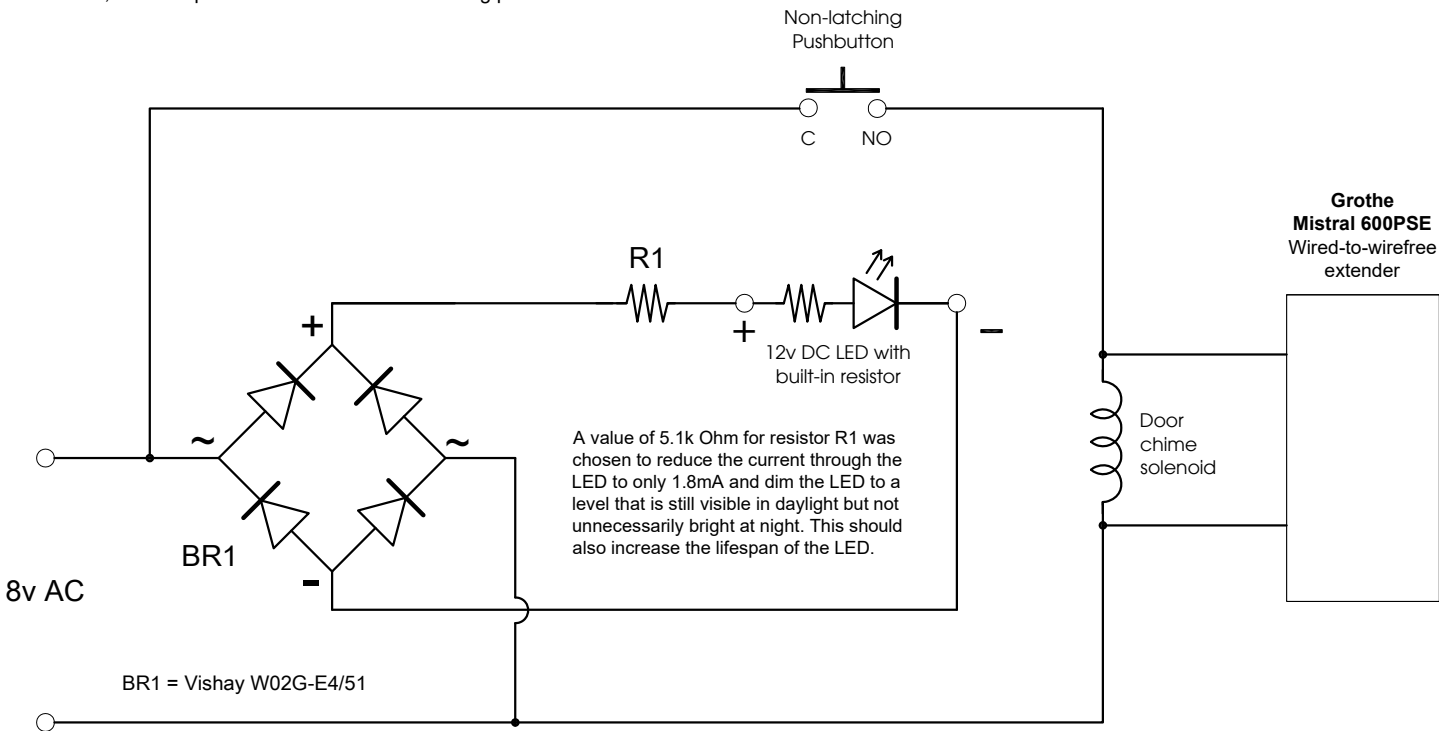 Non-latching
Pushbutton
C NO
Grothe
Mistral 600PSE
Wired-to-wirefree
extender
R1
+
+
-
12v DC LED with
built-in resistor
~ ~
A value of 5.1k Ohm for resistor R1 was
chosen to reduce the current through the
LED to only 1.8mA and dim the LED to a
level that is still visible in daylight but not
unnecessarily bright at night. This should
also increase the lifespan of the LED.
Door
chime
solenoid
BR1
-
8v AC
BR1 = Vishay W02G-E4/51